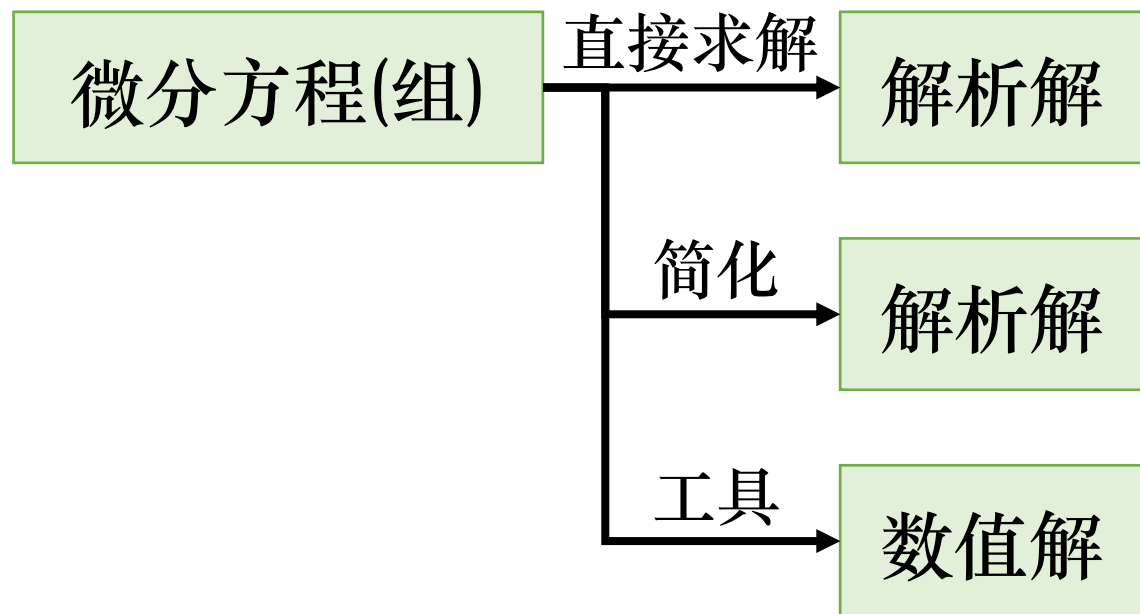 微分方程(组)
直接求解
解析解
简化
解析解
工具
数值解